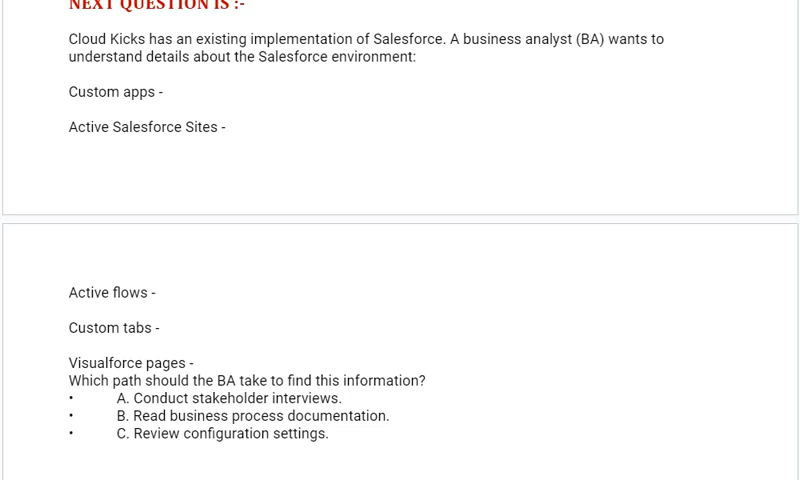 NEXT QUESTION IS :-
Cloud Kicks has an existing implementation of Salesforce. A business analyst (BA) wants to
understand details about the Salesforce environment:
Custom apps -
Active Salesforce Sites -
Active flows -
Custom tabs -
Visualforce pages -
Which path should the BA take to find this information?
• A. Conduct stakeholder interviews.
• B. Read business process documentation.
• C. Review configuration settings.